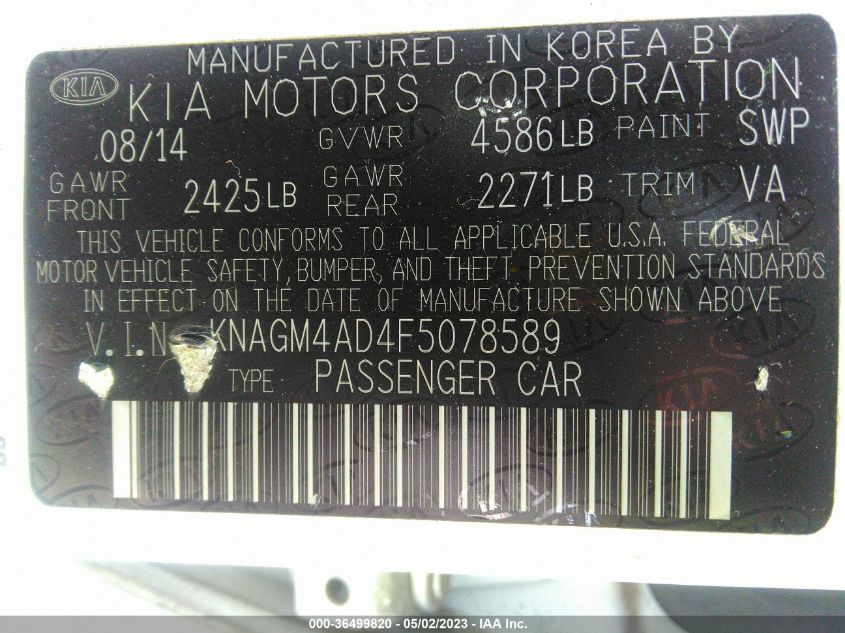 MANUFACTURED IN KOREA BY
KIA KIA MOTORS CORPORATION
08/14 GVWR 4586LB PAINT SWP
GAWR FRONT 2425LB GAWR REAR 2271LB TRIM VA
THIS VEHICLE CONFORMS TO ALL APPLICABLE U.S.A. FEDERAL
MOTOR VEHICLE SAFETY, BUMPER, AND THEFT PREVENTION STANDARDS
IN EFFECT ON THE DATE OF MANUFACTURE SHOWN ABOVE
V.I.N KNAGM4AD4F5078589
TYPE PASSENGER CAR
000-36499820 - 05/02/2023 - IAA Inc.